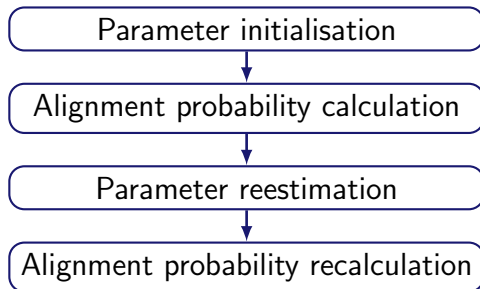 Parameter initialisation
Alignment probability calculation
Parameter reestimation
Alignment probability recalculation